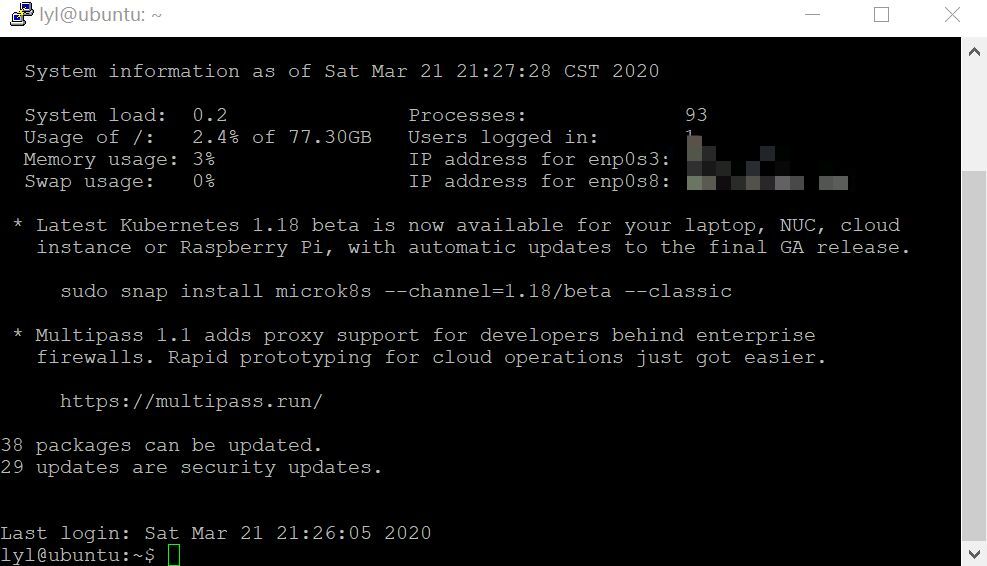 lyl@ubuntu: ~
System information as of Sat Mar 21 21:27:28 CST 2020
System load: 0.2 Processes: 93
Usage of /: 2.4% of 77.30GB Users logged in:
Memory usage: 3% IP address for enp0s3:
Swap usage: 0% IP address for enp0s8:
* Latest Kubernetes 1.18 beta is now available for your laptop, NUC, cloud
instance or Raspberry Pi, with automatic updates to the final GA release.
sudo snap install microk8s --channel=1.18/beta --classic
* Multipass 1.1 adds proxy support for developers behind enterprise
firewalls. Rapid prototyping for cloud operations just got easier.
https://multipass.run/
38 packages can be updated.
29 updates are security updates.
Last login: Sat Mar 21 21:26:05 2020
lyl@ubuntu:~$